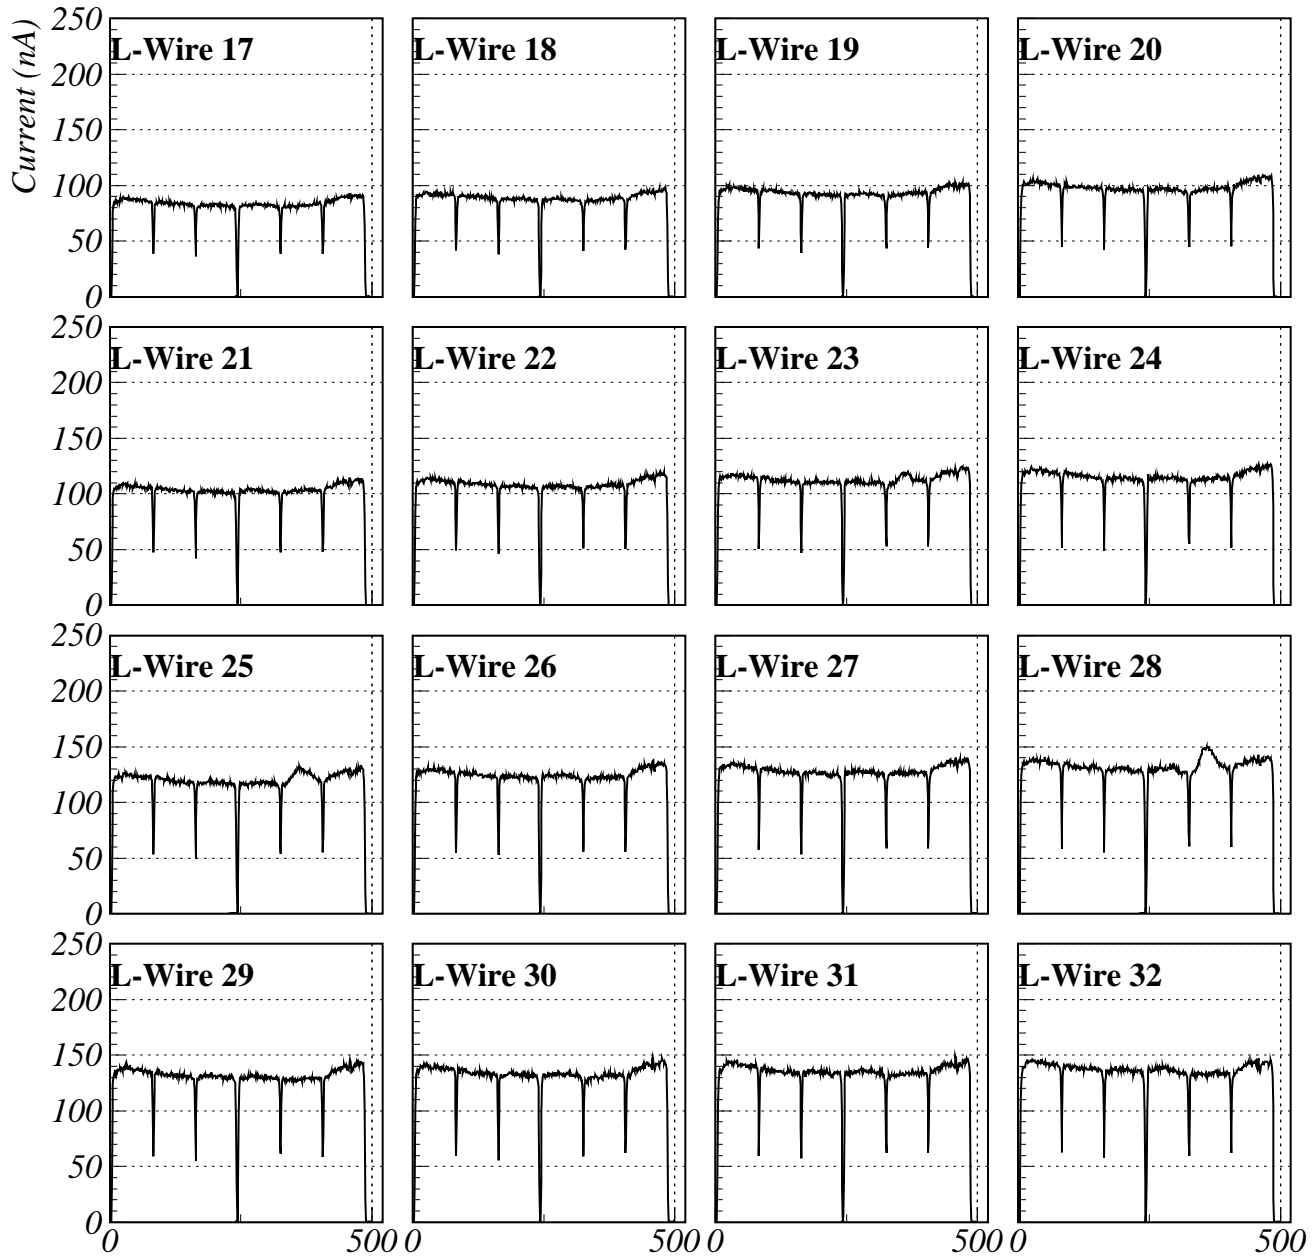 Current (nA)
250
200
150
100
50
0
L-Wire 17
L-Wire 18
L-Wire 19
L-Wire 20
250
200
150
100
50
0
L-Wire 21
L-Wire 22
L-Wire 23
L-Wire 24
250
200
150
100
50
0
L-Wire 25
L-Wire 26
L-Wire 27
L-Wire 28
250
200
150
100
50
0
L-Wire 29
L-Wire 30
L-Wire 31
L-Wire 32
0 500 0 500 0 500 0 500